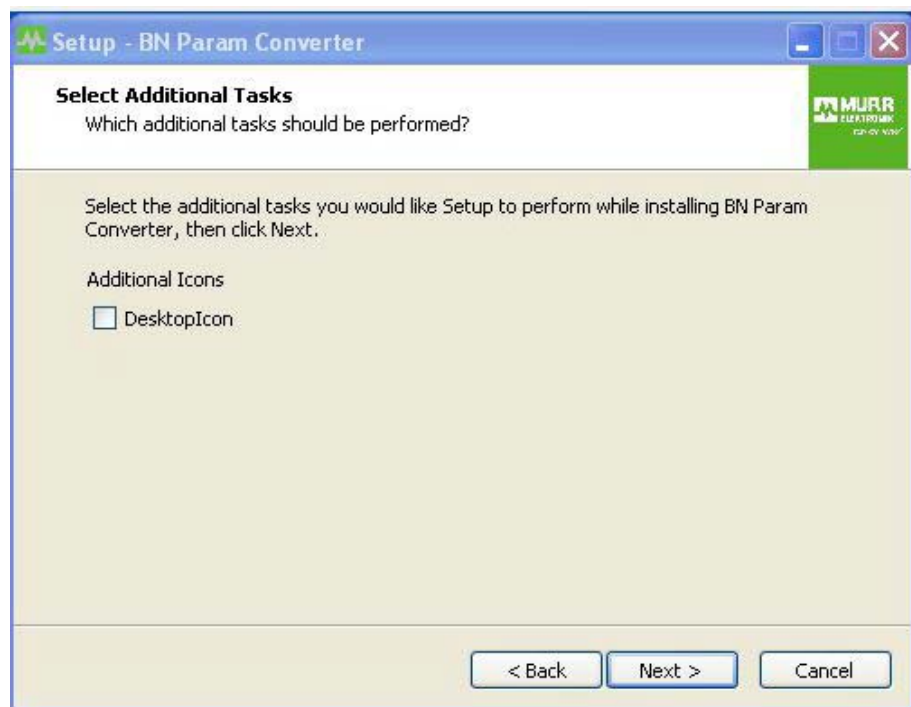 Setup - BN Param Converter
Select Additional Tasks
Which additional tasks should be performed?
MURR
ELEKTRONIK
Select the additional tasks you would like Setup to perform while installing BN Param
Converter, then click Next.
Additional Icons
DesktopIcon
< Back
Next >
Cancel